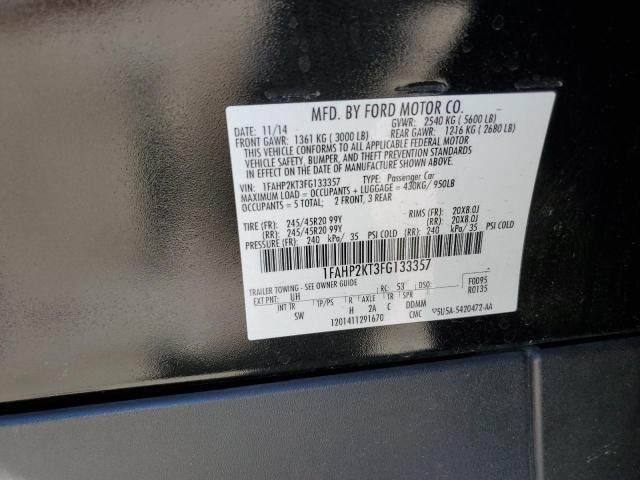 MFD. BY FORD MOTOR CO.
DATE: 11/14 GVWR: 2540 KG ( 5600 LB)
FRONT GAWR: 1361 KG ( 3000 LB) REAR GAWR: 1216 KG ( 2680 LB)
THIS VEHICLE CONFORMS TO ALL APPLICABLE FEDERAL MOTOR
VEHICLE SAFETY, BUMPER, AND THEFT PREVENTION STANDARDS IN
EFFECT ON THE DATE OF MANUFACTURE SHOWN ABOVE.
VIN: 1FAHP2KT3FG133357 TYPE: Passenger Car
MAXIMUM LOAD = OCCUPANTS + LUGGAGE = 430KG/ 950LB
OCCUPANTS = 5 TOTAL; 2 FRONT, 3 REAR
TIRE (FR): 245/45R20 99Y RIMS (FR): 20X8.0J
(RR): 245/45R20 99Y (RR): 20X8.0J
PRESSURE (FR): 240 kPa/ 35 PSI COLD (RR): 240 kPa/ 35 PSI COLD
1FAHP2KT3FG133357
TRAILER TOWING - SEE OWNER GUIDE
EXT PNT: UH RC: 53 DSO: F0095
R0135
INT TR TP/PS R AXLE TR SPR
SW H 2A C DDMM
1201411291670 CMC 5U5A-5420472-AA